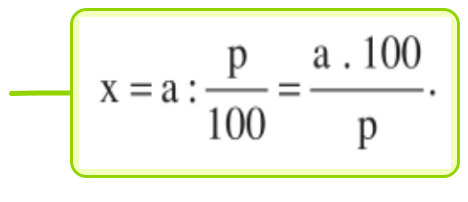 x = a : p/100 = a . 100/p .